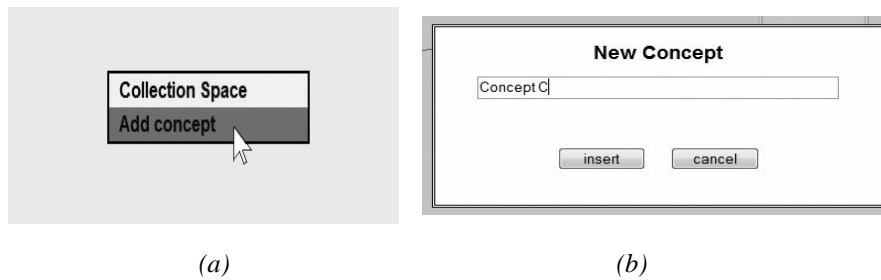 Collection Space
Add concept
New Concept
Concept C
insert cancel
(a) (b)